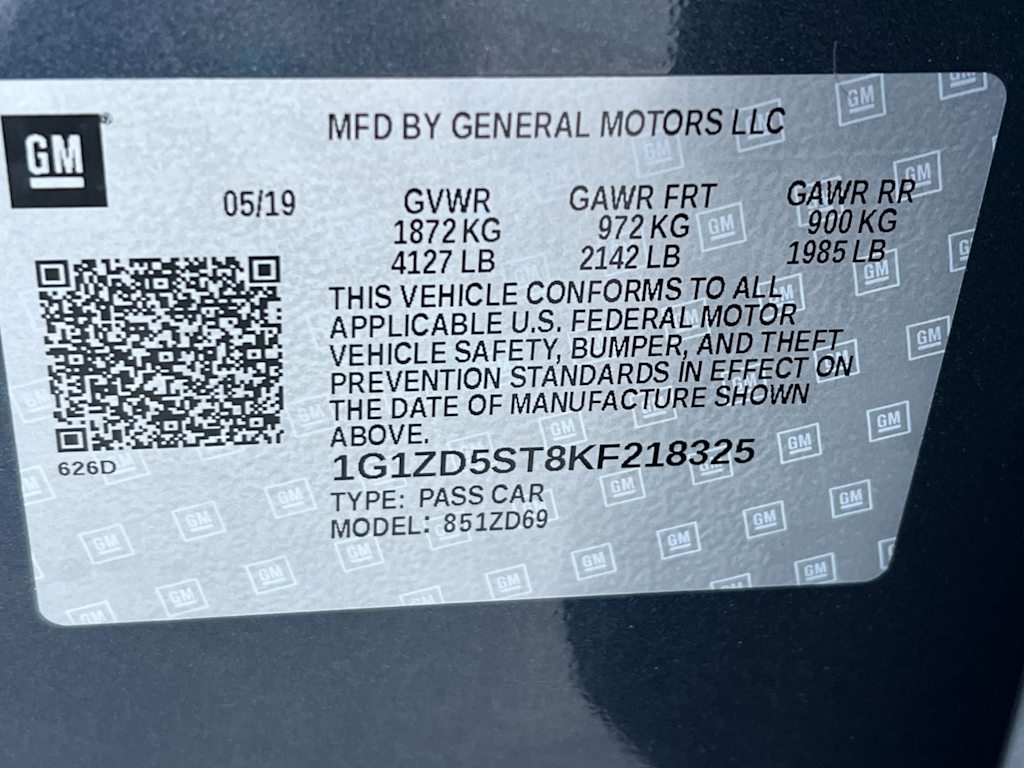 GM
MFD BY GENERAL MOTORS LLC
05/19 GVWR GAWR FRT GAWR RR
1872 KG 972 KG 900 KG
4127 LB 2142 LB 1985 LB
THIS VEHICLE CONFORMS TO ALL
APPLICABLE U.S. FEDERAL MOTOR
VEHICLE SAFETY, BUMPER, AND THEFT
PREVENTION STANDARDS IN EFFECT ON
THE DATE OF MANUFACTURE SHOWN
ABOVE.
626D
1G1ZD5ST8KF218325
TYPE: PASS CAR
MODEL: 851ZD69